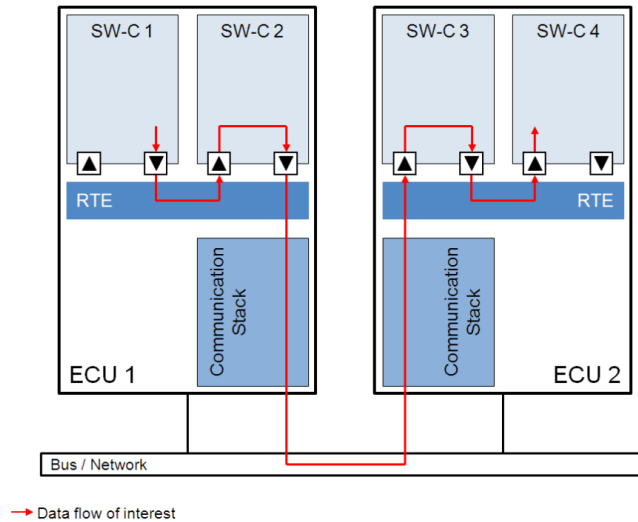 SW-C 1
SW-C 2
SW-C 3
SW-C 4
RTE
RTE
Communication
Stack
Communication
Stack
ECU 1
ECU 2
Bus / Network
Data flow of interest